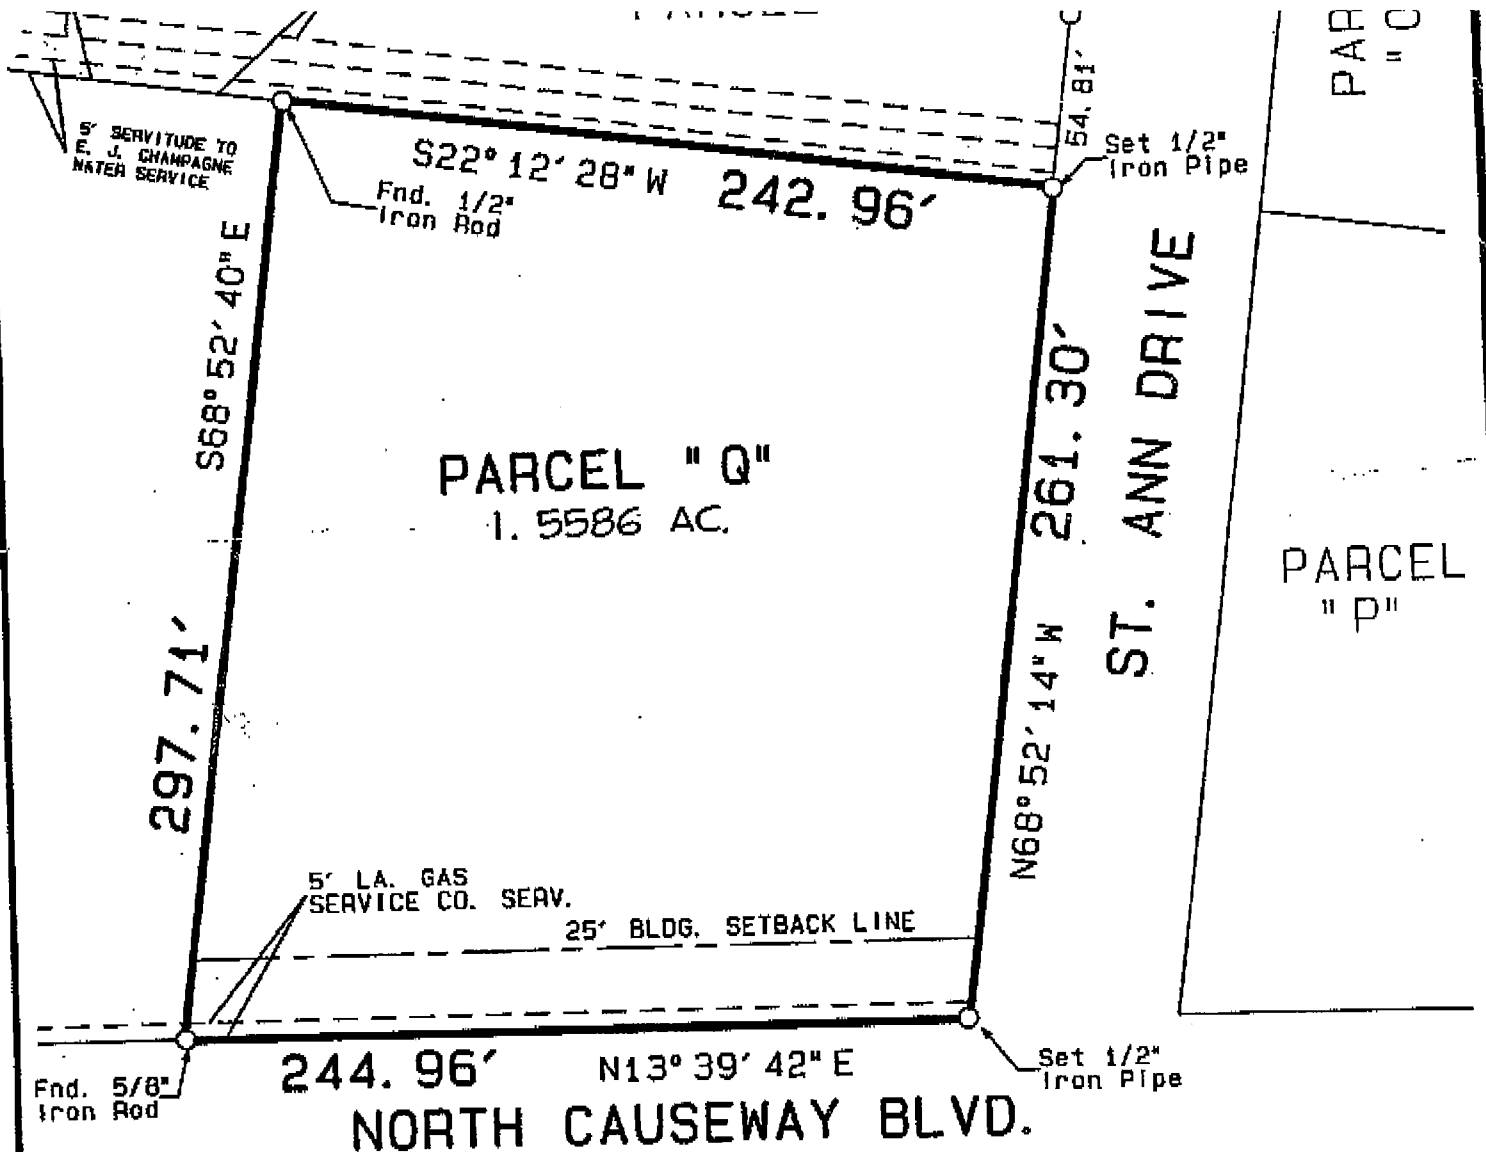 PARCEL
PAR
"
54.81'
5' SERVITUDE TO
E. J. CHAMPAGNE
WATER SERVICE
Set 1/2"
Iron Pipe
S22° 12' 28" W 242. 96'
Fnd. 1/2"
Iron Rod
S68° 52' 40" E
297. 71'
PARCEL "Q"
1. 5586 AC.
261. 30'
N68° 52' 14" W
ST. ANN DRIVE
PARCEL
"P"
5' LA. GAS
SERVICE CO. SERV.
25' BLDG. SETBACK LINE
244. 96' N13° 39' 42" E
Fnd. 5/8"
Iron Rod
Set 1/2"
Iron Pipe
NORTH CAUSEWAY BLVD.